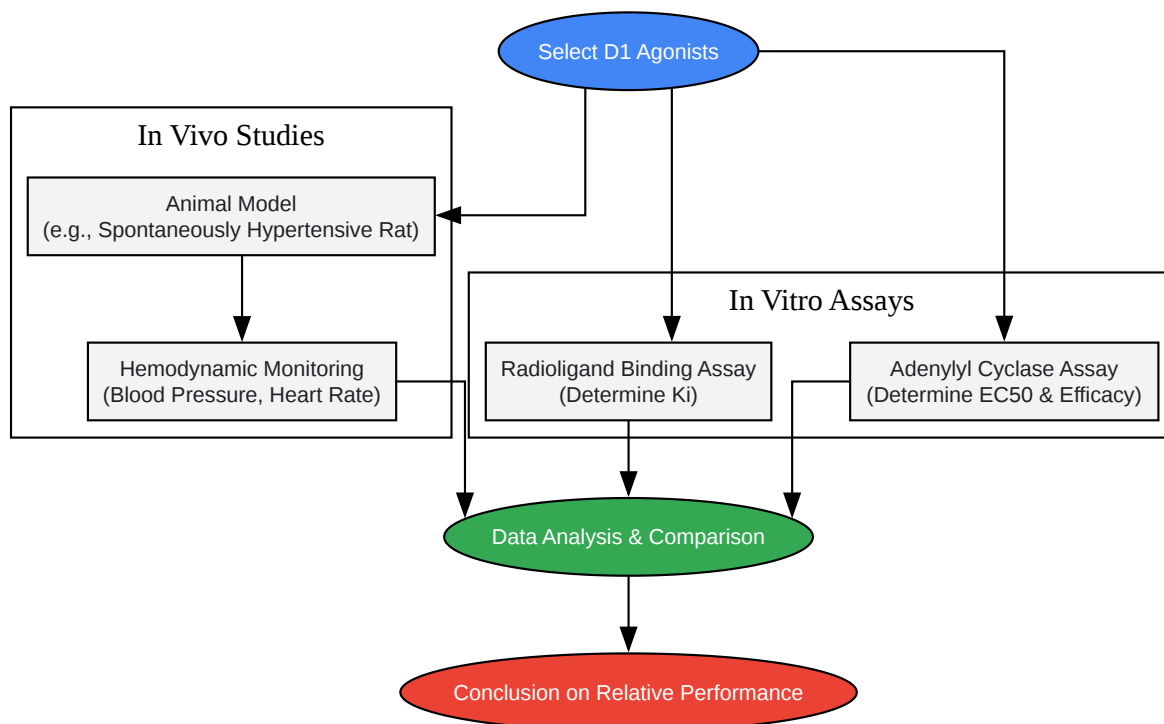 Select D1 Agonists
In Vivo Studies
Animal Model
(e.g., Spontaneously Hypertensive Rat)
Hemodynamic Monitoring
(Blood Pressure, Heart Rate)
In Vitro Assays
Radioligand Binding Assay
(Determine Ki)
Adenylyl Cyclase Assay
(Determine EC50 & Efficacy)
Data Analysis & Comparison
Conclusion on Relative Performance